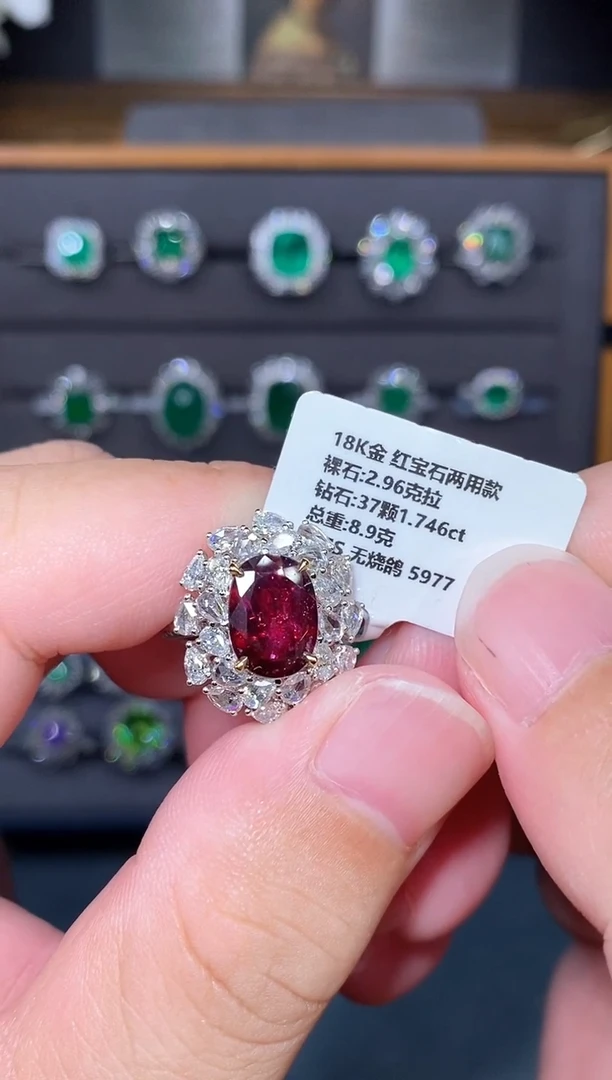 18K金 红宝石两用款
裸石:2.96克拉
钻石:37颗1.746ct
总重:8.9克
S 无烧鸽 5977